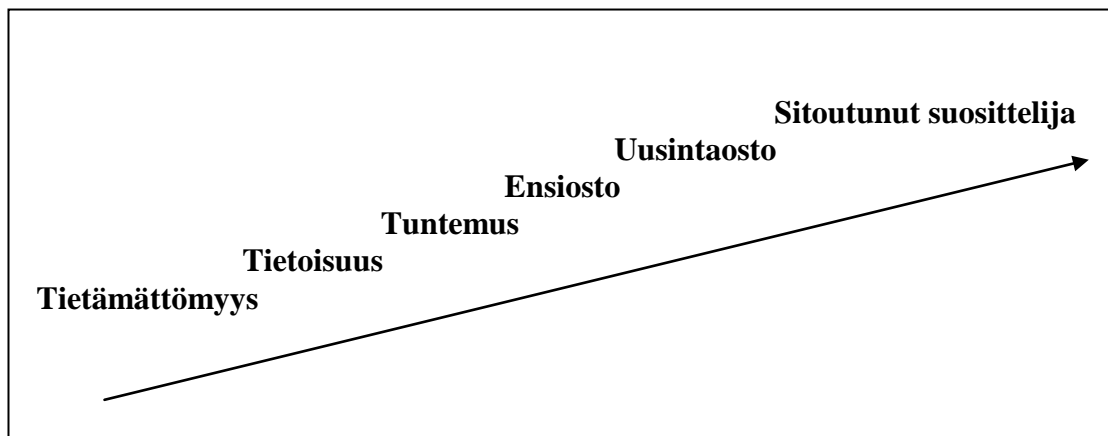 Sitoutunut suosittelija
Uusintaosto
Ensiosto
Tuntemus
Tietoisuus
Tietämättömyys